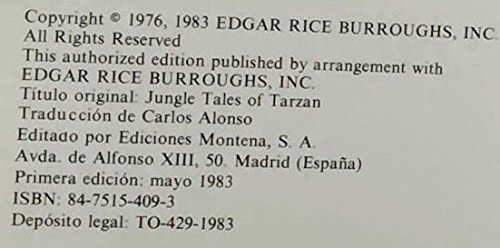 Copyright © 1976, 1983 EDGAR RICE BURROUGHS, INC.
All Rights Reserved
This authorized edition published by arrangement with
EDGAR RICE BURROUGHS, INC.
Título original: Jungle Tales of Tarzan
Traducción de Carlos Alonso
Editado por Ediciones Montena, S. A.
Avda. de Alfonso XIII, 50. Madrid (España)
Primera edición: mayo 1983
ISBN: 84-7515-409-3
Depósito legal: TO-429-1983